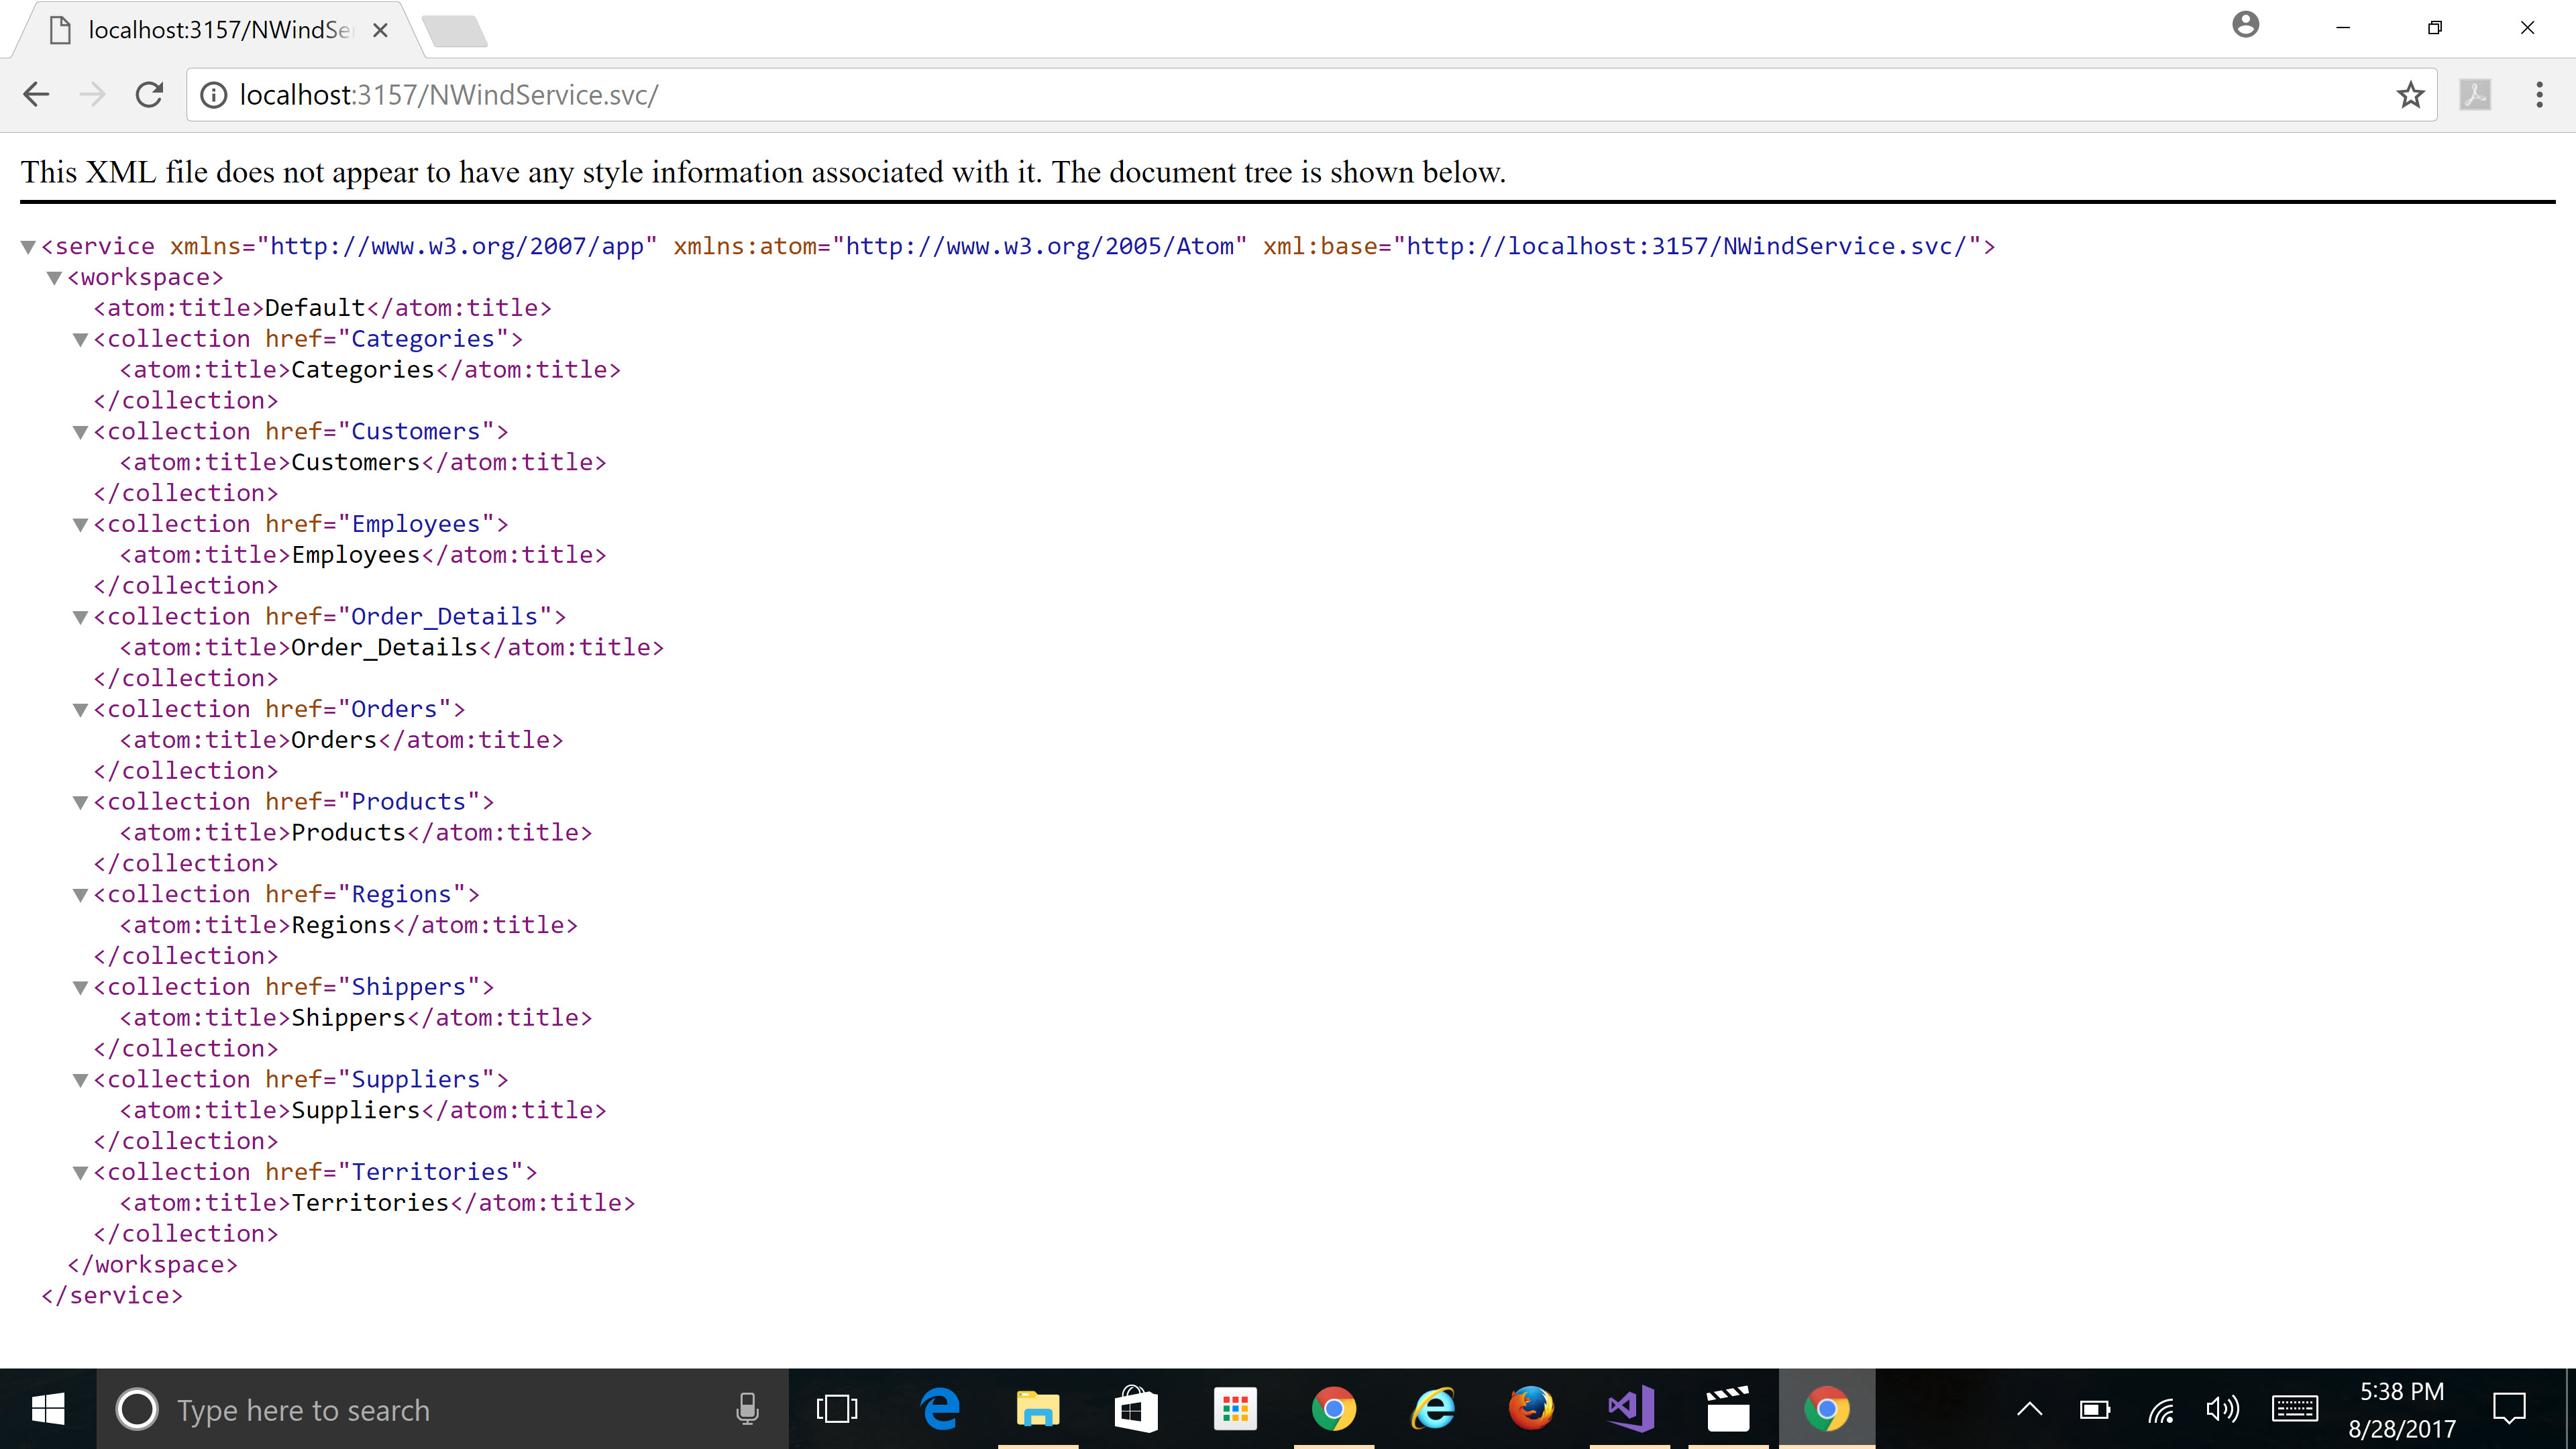 localhost:3157/NWindSe
localhost:3157/NWindService.svc/
This XML file does not appear to have any style information associated with it. The document tree is shown below.
<service xmlns="http://www.w3.org/2007/app" xmlns:atom="http://www.w3.org/2005/Atom" xml:base="http://localhost:3157/NWindService.svc/">
<workspace>
<atom:title>Default</atom:title>
<collection href="Categories">
<atom:title>Categories</atom:title>
</collection>
<collection href="Customers">
<atom:title>Customers</atom:title>
</collection>
<collection href="Employees">
<atom:title>Employees</atom:title>
</collection>
<collection href="Order_Details">
<atom:title>Order_Details</atom:title>
</collection>
<collection href="Orders">
<atom:title>Orders</atom:title>
</collection>
<collection href="Products">
<atom:title>Products</atom:title>
</collection>
<collection href="Regions">
<atom:title>Regions</atom:title>
</collection>
<collection href="Shippers">
<atom:title>Shippers</atom:title>
</collection>
<collection href="Suppliers">
<atom:title>Suppliers</atom:title>
</collection>
<collection href="Territories">
<atom:title>Territories</atom:title>
</collection>
</workspace>
</service>
Type here to search
5:38 PM
8/28/2017